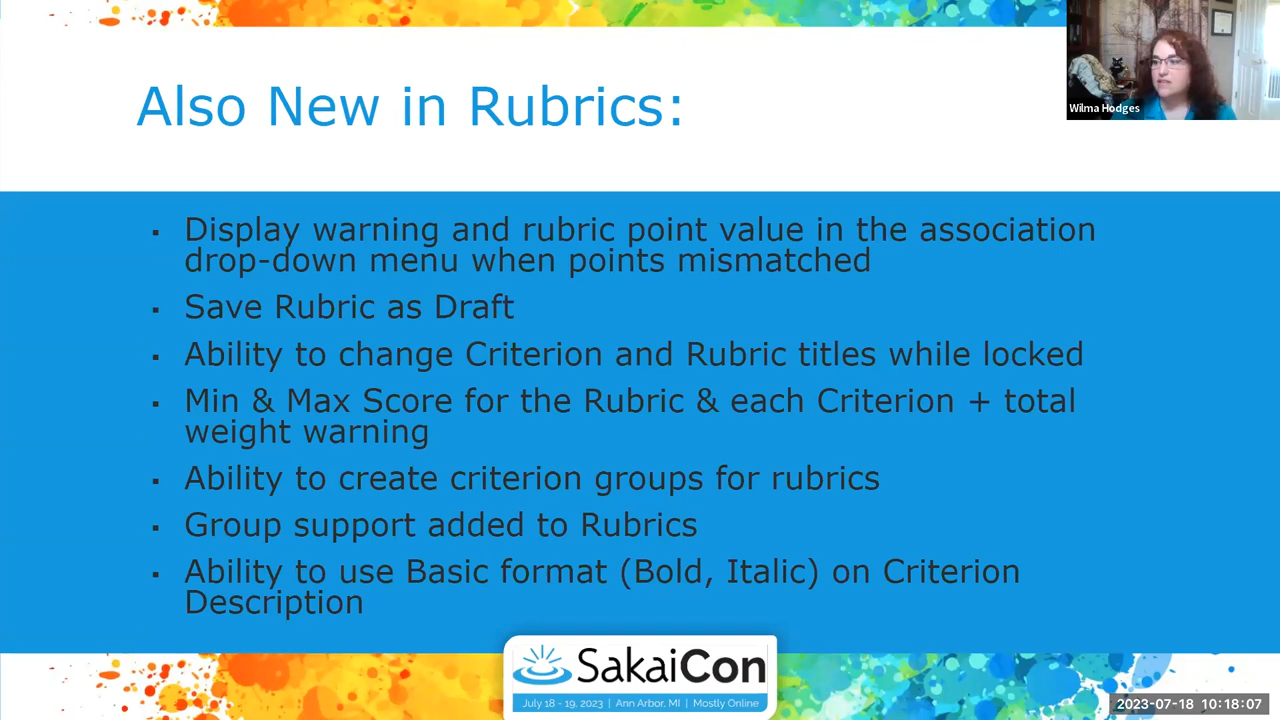 Also New in Rubrics:
Wilma Hodges
▪ Display warning and rubric point value in the association
drop-down menu when points mismatched
▪ Save Rubric as Draft
▪ Ability to change Criterion and Rubric titles while locked
▪ Min & Max Score for the Rubric & each Criterion + total
weight warning
▪ Ability to create criterion groups for rubrics
▪ Group support added to Rubrics
▪ Ability to use Basic format (Bold, Italic) on Criterion
Description
SakaiCon
July 18 - 19, 2023 | Ann Arbor, MI | Mostly Online
2023-07-18 10:18:07